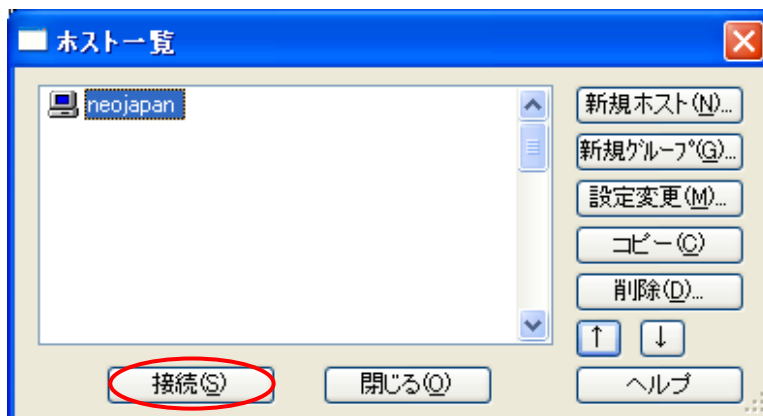 ホスト一覧
neojapan
新規ホスト(N)...
新規ｸﾞﾙｰﾌﾟ(G)...
設定変更(M)...
コピー(C)
削除(D)...
↑ ↓
接続(S) 閉じる(O) ヘルプ